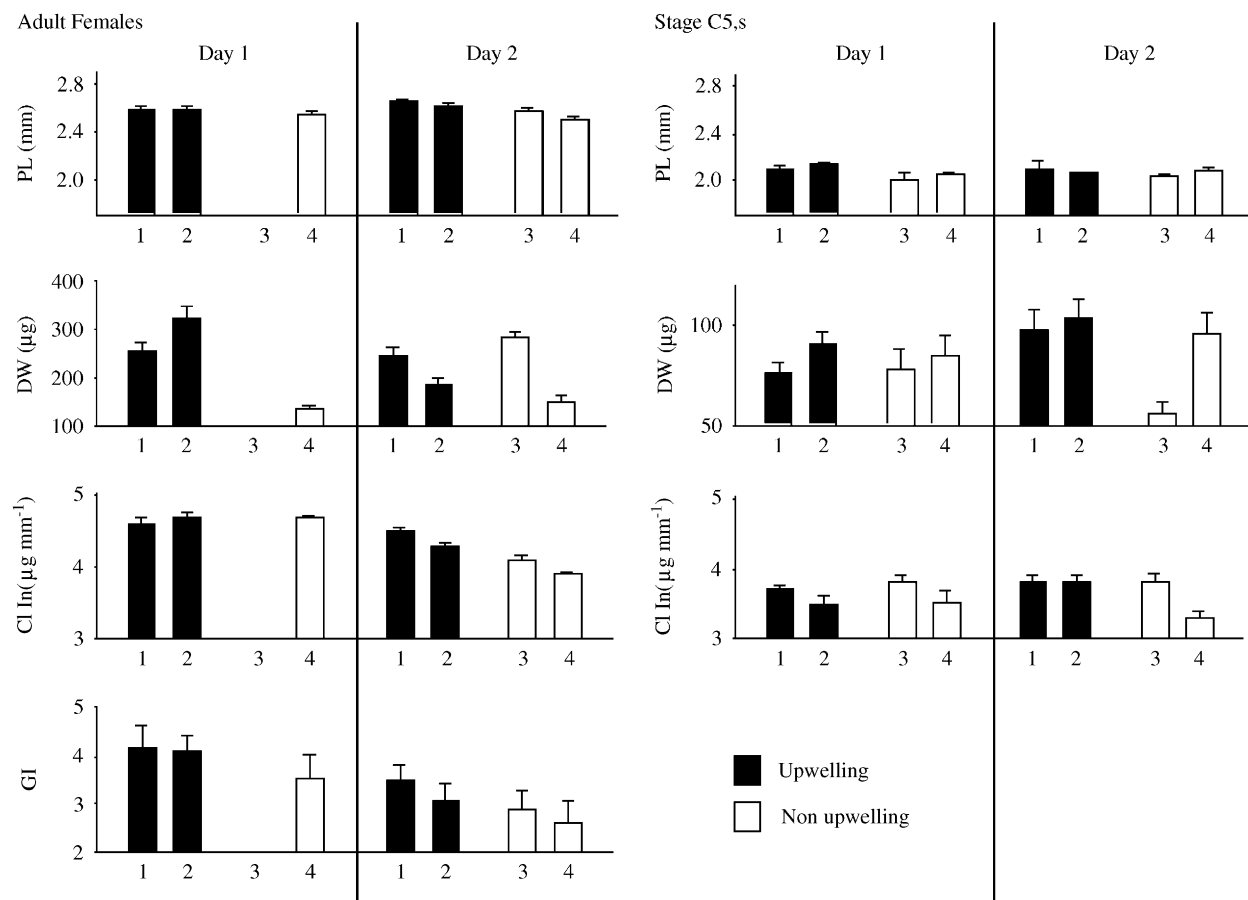 Adult Females
Stage C5,s
Day 1
Day 2
Day 1
Day 2
PL (mm)
2.8
2.4
2.0
1 2 3 4
1 2 3 4
PL (mm)
2.8
2.4
2.0
1 2 3 4
1 2 3 4
DW (µg)
400
300
200
100
1 2 3 4
1 2 3 4
DW (µg)
100
50
1 2 3 4
1 2 3 4
Cl In(µg mm-1)
5
4
3
1 2 3 4
1 2 3 4
Cl In(µg mm-1)
5
4
3
1 2 3 4
1 2 3 4
GI
5
4
3
2
1 2 3 4
1 2 3 4
Upwelling
Non upwelling